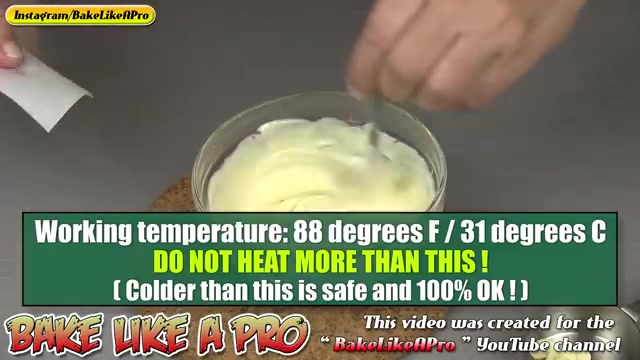 Instagram/BakeLikeAPro
Working temperature: 88 degrees F / 31 degrees C
DO NOT HEAT MORE THAN THIS !
( Colder than this is safe and 100% OK ! )
BAKE LIKE A PRO
This video was created for the
“ BakeLikeAPro ” YouTube channel